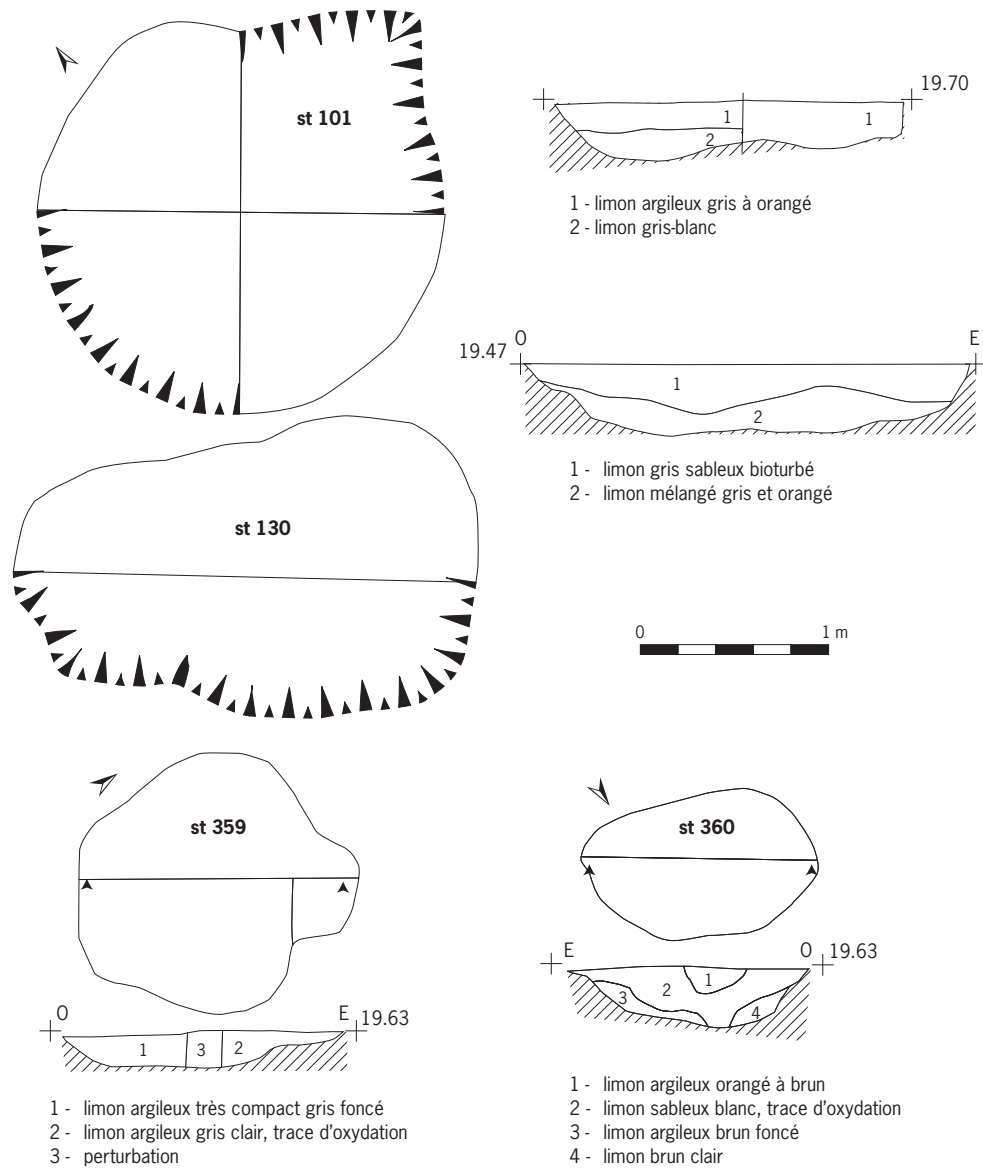 st 101
19.70
1
1
2
1 - limon argileux gris à orangé
2 - limon gris-blanc
19.47 O E
1
2
1 - limon gris sableux bioturbé
2 - limon mélangé gris et orangé
st 130
0 1 m
st 359
O E 19.63
1 3 2
1 - limon argileux très compact gris foncé
2 - limon argileux gris clair, trace d'oxydation
3 - perturbation
st 360
E O 19.63
1
2
3
4
1 - limon argileux orangé à brun
2 - limon sableux blanc, trace d'oxydation
3 - limon argileux brun foncé
4 - limon brun clair